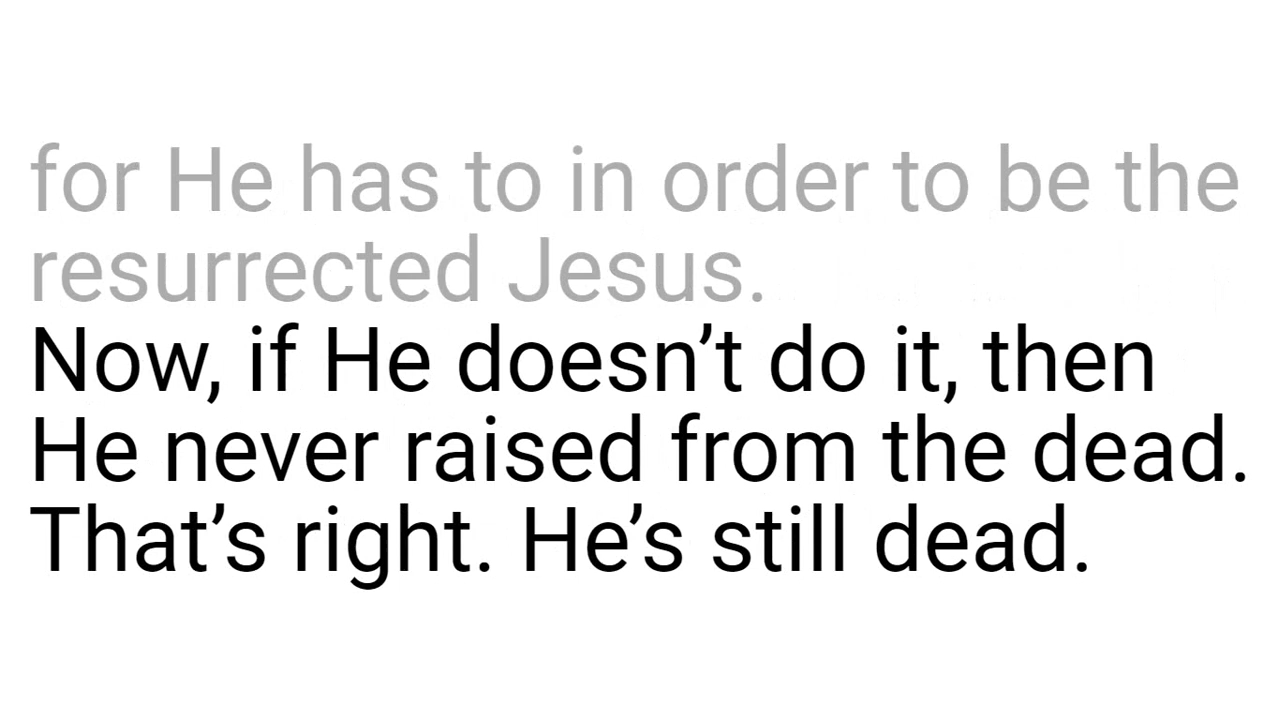 for He has to in order to be the
resurrected Jesus.
Now, if He doesn’t do it, then
He never raised from the dead.
That’s right. He’s still dead.